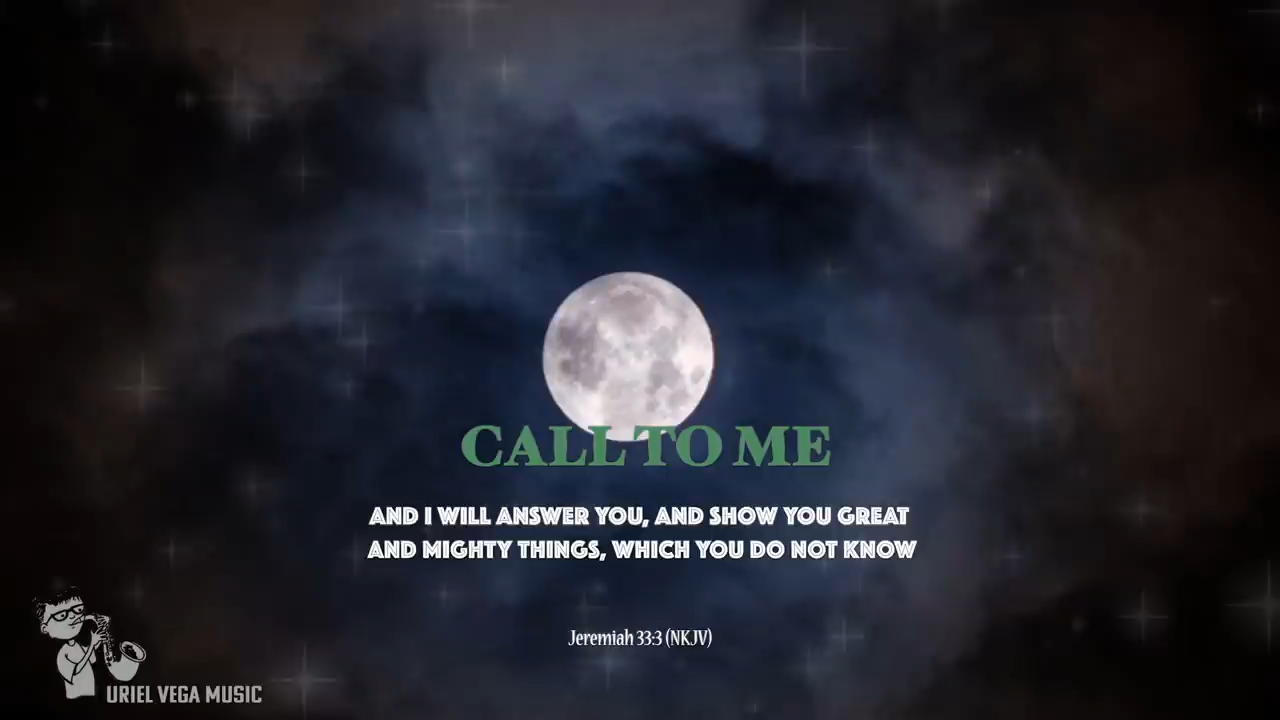 CALL TO ME
AND I WILL ANSWER YOU, AND SHOW YOU GREAT
AND MIGHTY THINGS, WHICH YOU DO NOT KNOW
Jeremiah 33:3 (NKJV)
URIEL VEGA MUSIC